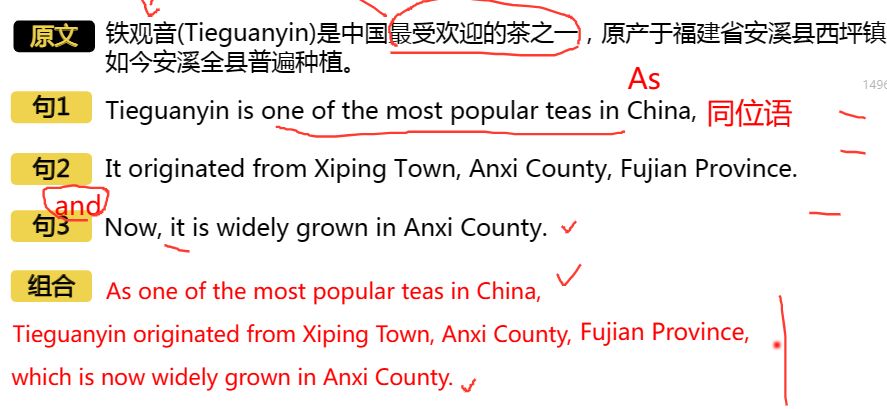 原文 铁观音(Tieguanyin)是中国最受欢迎的茶之一，原产于福建省安溪县西坪镇
如今安溪全县普遍种植。
As
1496
句1 Tieguanyin is one of the most popular teas in China, 同位语
句2 It originated from Xiping Town, Anxi County, Fujian Province.
and
句3 Now, it is widely grown in Anxi County.
组合 As one of the most popular teas in China,
Tieguanyin originated from Xiping Town, Anxi County, Fujian Province,
which is now widely grown in Anxi County.